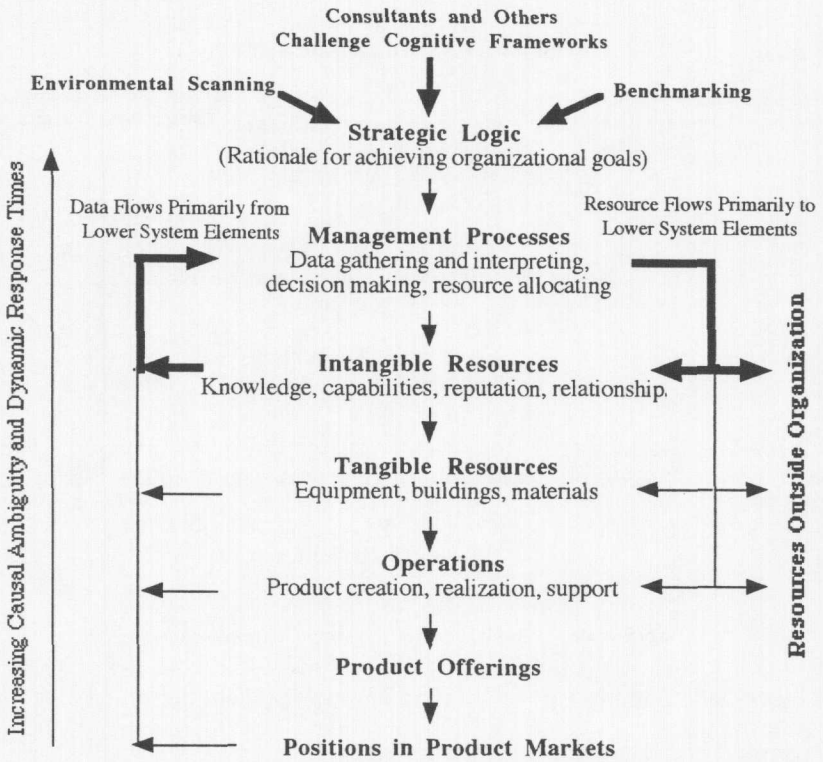 Consultants and Others
Challenge Cognitive Frameworks
Environmental Scanning
Benchmarking
Strategic Logic
(Rationale for achieving organizational goals)
Data Flows Primarily from
Lower System Elements
Resource Flows Primarily to
Lower System Elements
Management Processes
Data gathering and interpreting,
decision making, resource allocating
Intangible Resources
Knowledge, capabilities, reputation, relationship.
Tangible Resources
Equipment, buildings, materials
Operations
Product creation, realization, support
Product Offerings
Positions in Product Markets
Increasing Causal Ambiguity and Dynamic Response Times
Resources Outside Organization